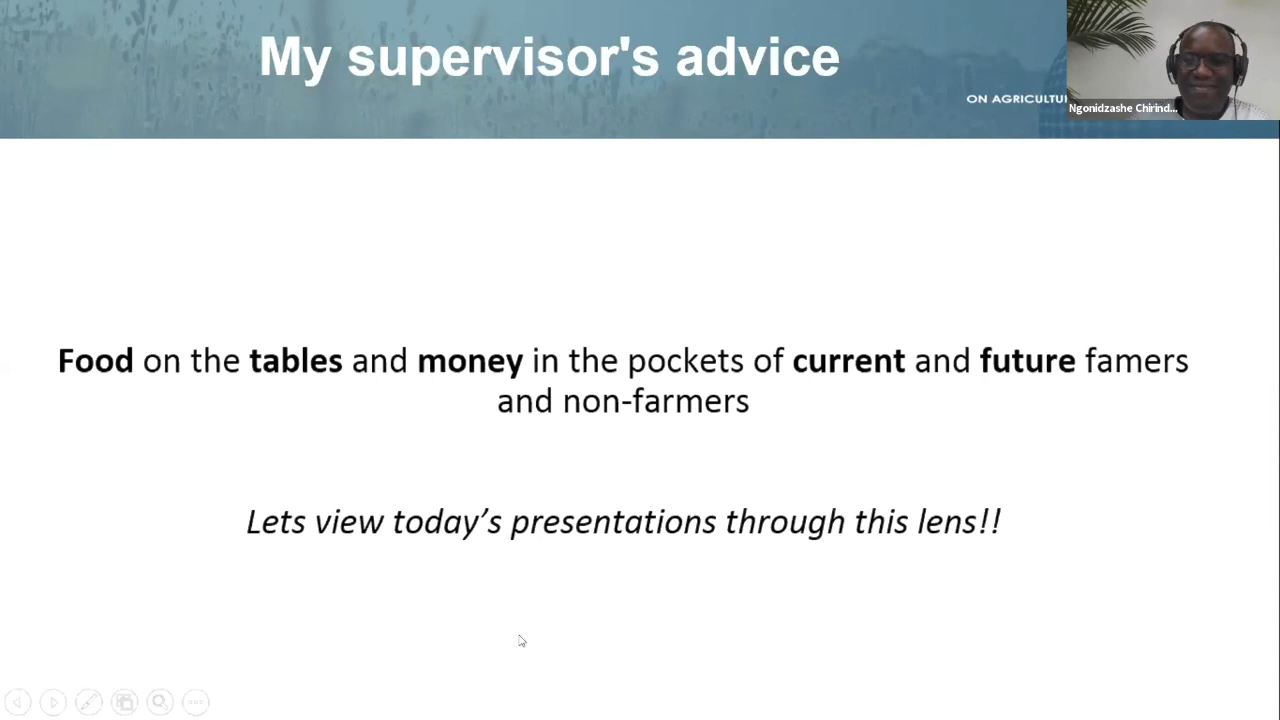 My supervisor's advice
ON AGRICULTU
Ngonidzashe Chirind...
Food on the tables and money in the pockets of current and future famers
and non-farmers
Lets view today's presentations through this lens!!